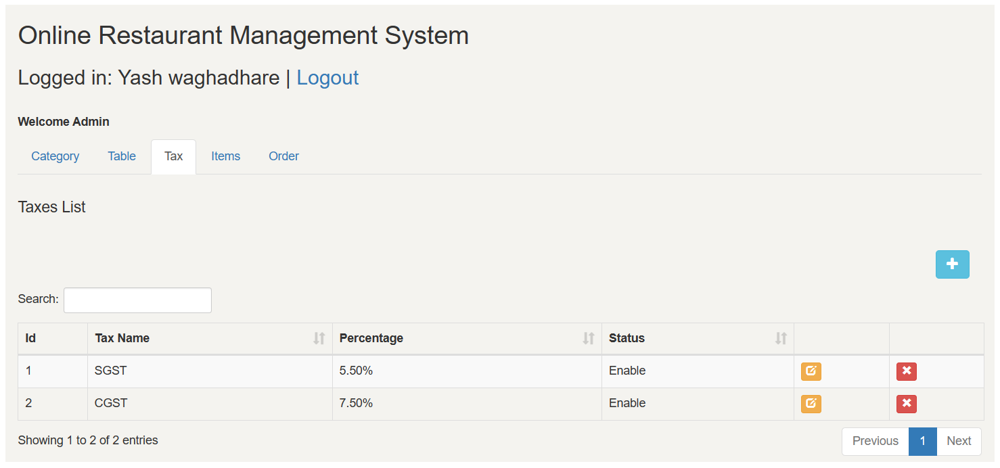 Online Restaurant Management System
Logged in: Yash waghadhare | Logout
Welcome Admin
Category Table Tax Items Order
Taxes List
Search:
Id Tax Name Percentage Status
1 SGST 5.50% Enable
2 CGST 7.50% Enable
Showing 1 to 2 of 2 entries Previous 1 Next